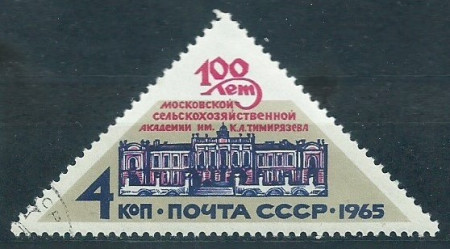 100
лет
МОСКОВСКОЙ
СЕЛЬСКОХОЗЯЙСТВЕННОЙ
АКАДЕМИИ ИМ. К.А.ТИМИРЯЗЕВА
4 КОП · ПОЧТА СССР · 1965